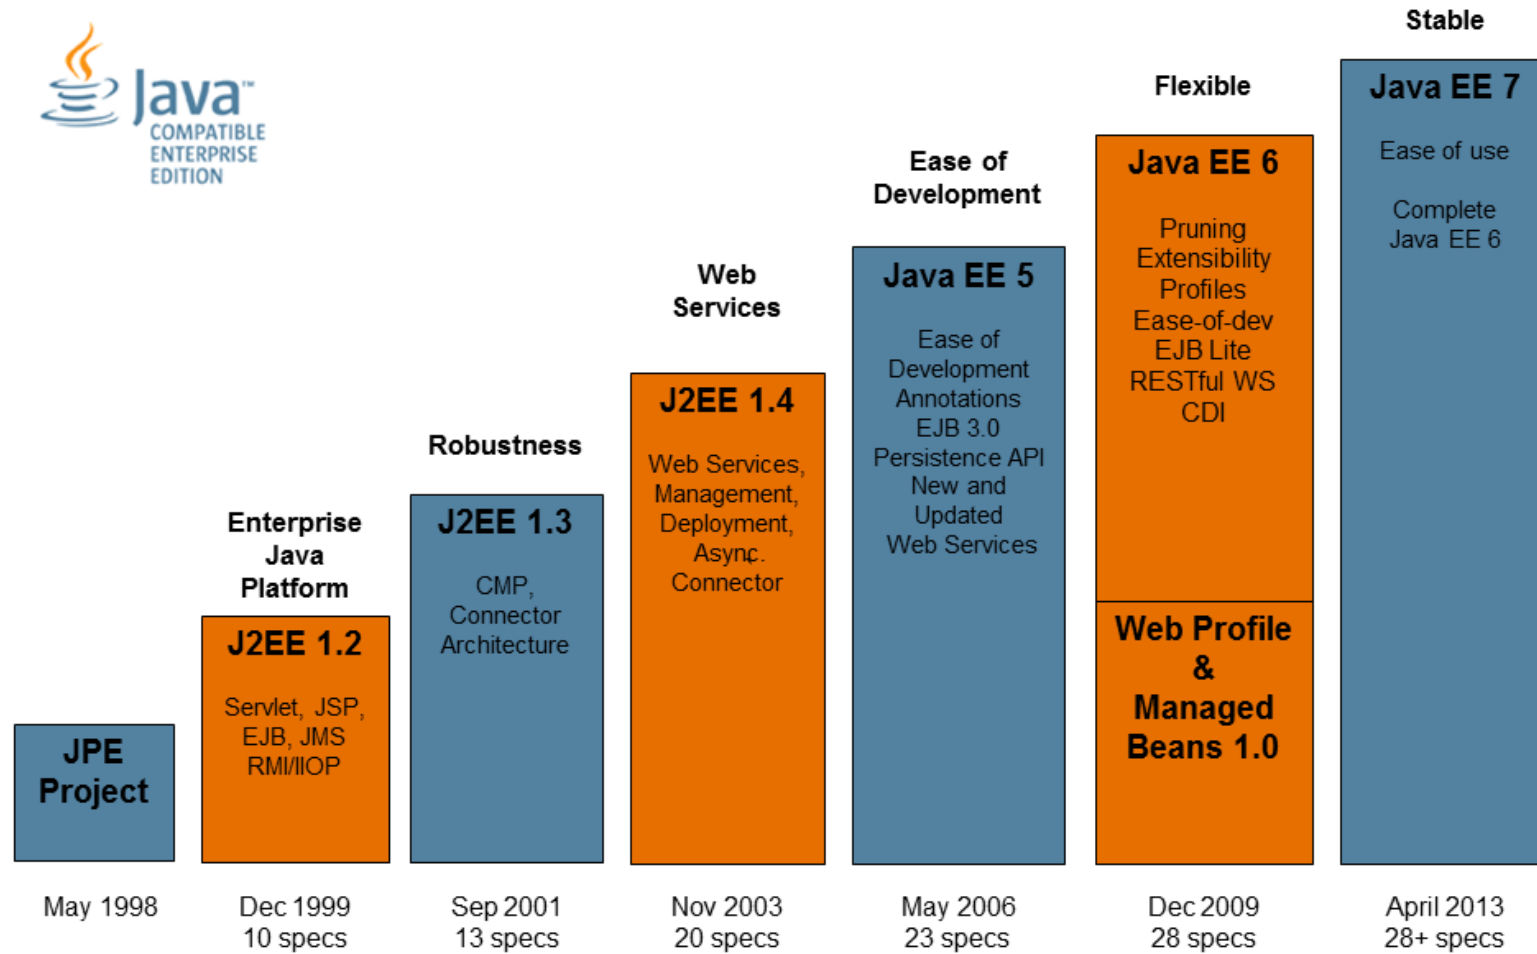 Java™
COMPATIBLE
ENTERPRISE
EDITION
JPE
Project
May 1998
Enterprise
Java
Platform
J2EE 1.2
Servlet, JSP,
EJB, JMS
RMI/IIOP
Dec 1999
10 specs
Robustness
J2EE 1.3
CMP,
Connector
Architecture
Sep 2001
13 specs
Web
Services
J2EE 1.4
Web Services,
Management,
Deployment,
Async.
Connector
Nov 2003
20 specs
Ease of
Development
Java EE 5
Ease of
Development
Annotations
EJB 3.0
Persistence API
New and
Updated
Web Services
May 2006
23 specs
Flexible
Java EE 6
Pruning
Extensibility
Profiles
Ease-of-dev
EJB Lite
RESTful WS
CDI
Web Profile
&
Managed
Beans 1.0
Dec 2009
28 specs
Stable
Java EE 7
Ease of use
Complete
Java EE 6
April 2013
28+ specs